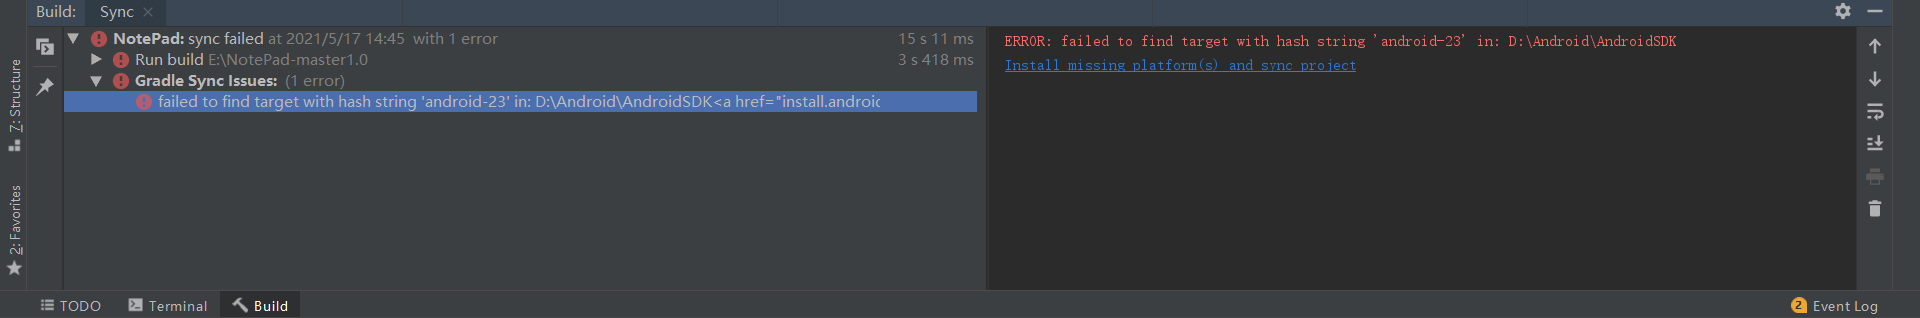 Build: Sync
NotePad: sync failed at 2021/5/17 14:45 with 1 error 15 s 11 ms
Run build E:\NotePad-master1.0 3 s 418 ms
Gradle Sync Issues: (1 error)
failed to find target with hash string 'android-23' in: D:\Android\AndroidSDK<a href="install.android
ERROR: failed to find target with hash string 'android-23' in: D:\Android\AndroidSDK
Install missing platform(s) and sync project
7: Structure
2: Favorites
TODO Terminal Build 2 Event Log